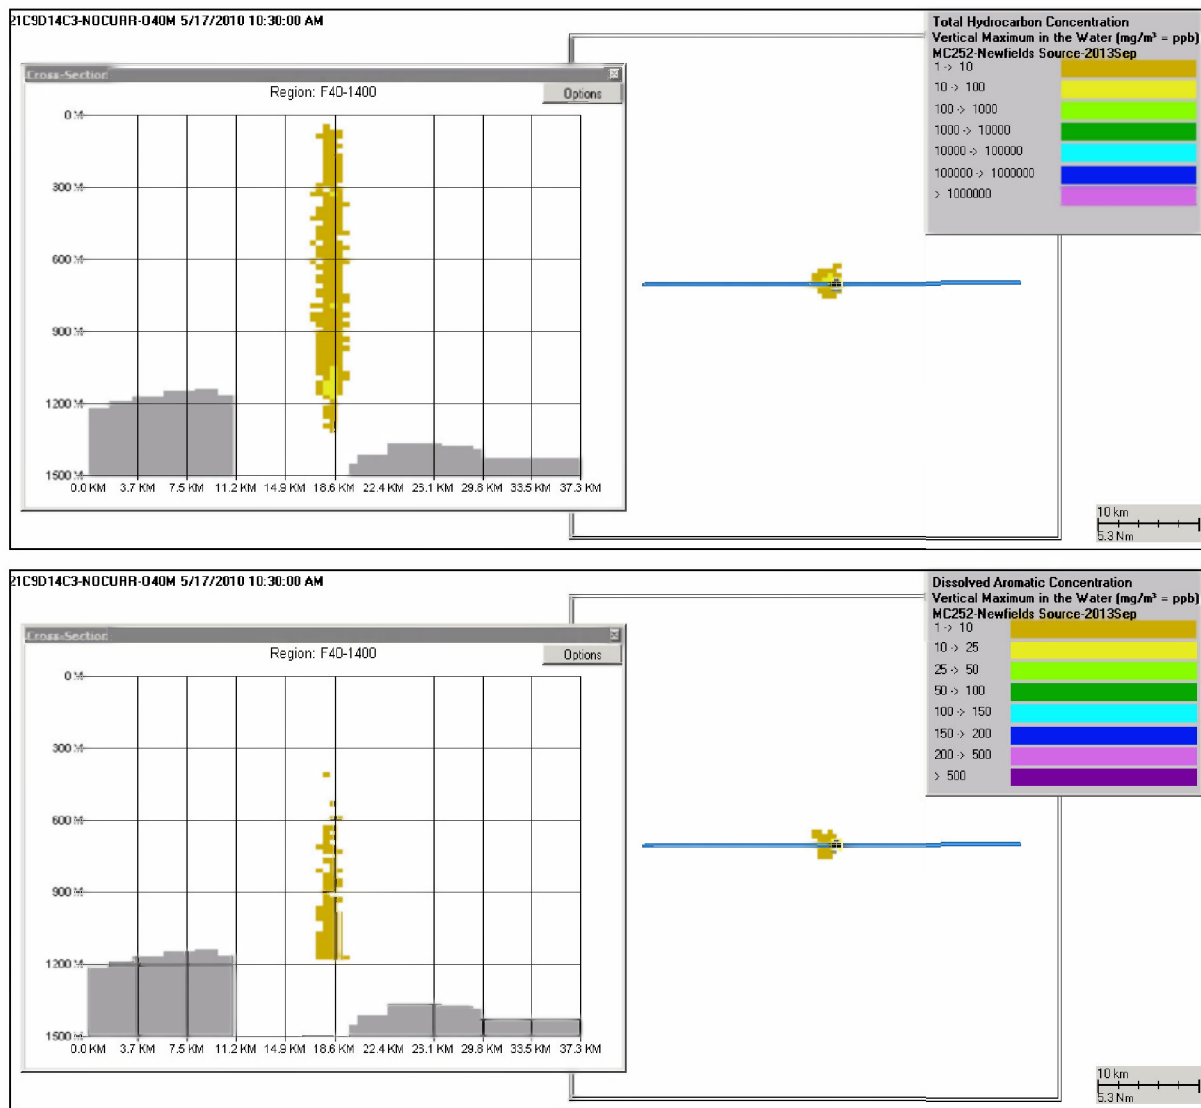 21C9D14C3-NOCURR-O40M 5/17/2010 10:30:00 AM
Total Hydrocarbon Concentration
Vertical Maximum in the Water (mg/m³ = ppb)
MC252-Newfields Source-2013Sep
1 -> 10
10 -> 100
100 -> 1000
1000 -> 10000
10000 -> 100000
100000 -> 1000000
> 1000000
Cross-Section
Region: F40-1400
Options
0 M
300 M
600 M
900 M
1200 M
1500 M
0.0 KM 3.7 KM 7.5 KM 11.2 KM 14.9 KM 18.6 KM 22.4 KM 26.1 KM 29.8 KM 33.5 KM 37.3 KM
10 km
5.3 Nm
21C9D14C3-NOCURR-O40M 5/17/2010 10:30:00 AM
Dissolved Aromatic Concentration
Vertical Maximum in the Water (mg/m³ = ppb)
MC252-Newfields Source-2013Sep
1 -> 10
10 -> 25
25 -> 50
50 -> 100
100 -> 150
150 -> 200
200 -> 500
> 500
Cross-Section
Region: F40-1400
Options
0 M
300 M
600 M
900 M
1200 M
1500 M
0.0 KM 3.7 KM 7.5 KM 11.2 KM 14.9 KM 18.6 KM 22.4 KM 26.1 KM 29.8 KM 33.5 KM 37.3 KM
10 km
5.3 Nm